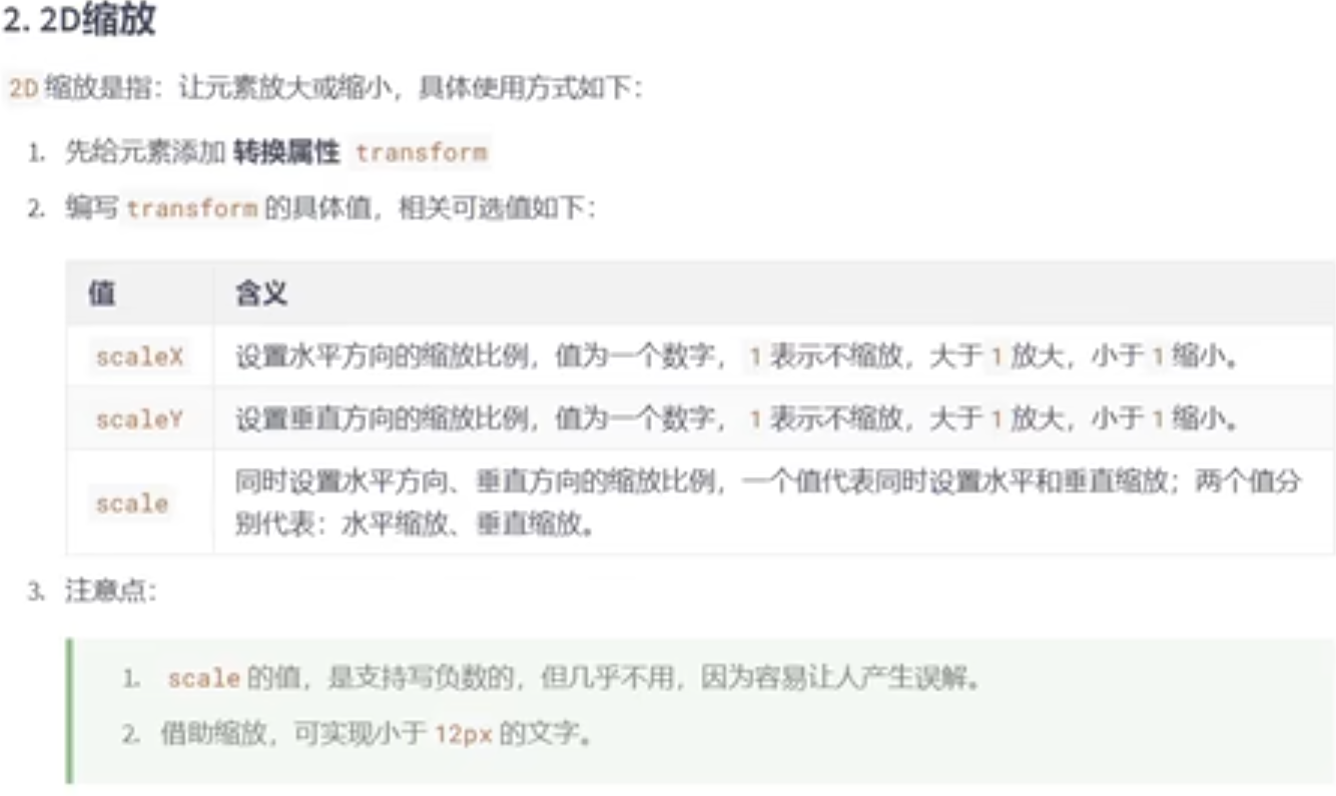 2. 2D缩放
2D 缩放是指：让元素放大或缩小，具体使用方式如下：
1. 先给元素添加 转换属性 transform
2. 编写 transform 的具体值，相关可选值如下：
值 含义
scaleX 设置水平方向的缩放比例，值为一个数字，1 表示不缩放，大于 1 放大，小于 1 缩小。
scaleY 设置垂直方向的缩放比例，值为一个数字，1 表示不缩放，大于 1 放大，小于 1 缩小。
scale 同时设置水平方向、垂直方向的缩放比例，一个值代表同时设置水平和垂直缩放；两个值分
别代表：水平缩放、垂直缩放。
3. 注意点：
1. scale 的值，是支持写负数的，但几乎不用，因为容易让人产生误解。
2. 借助缩放，可实现小于 12px 的文字。